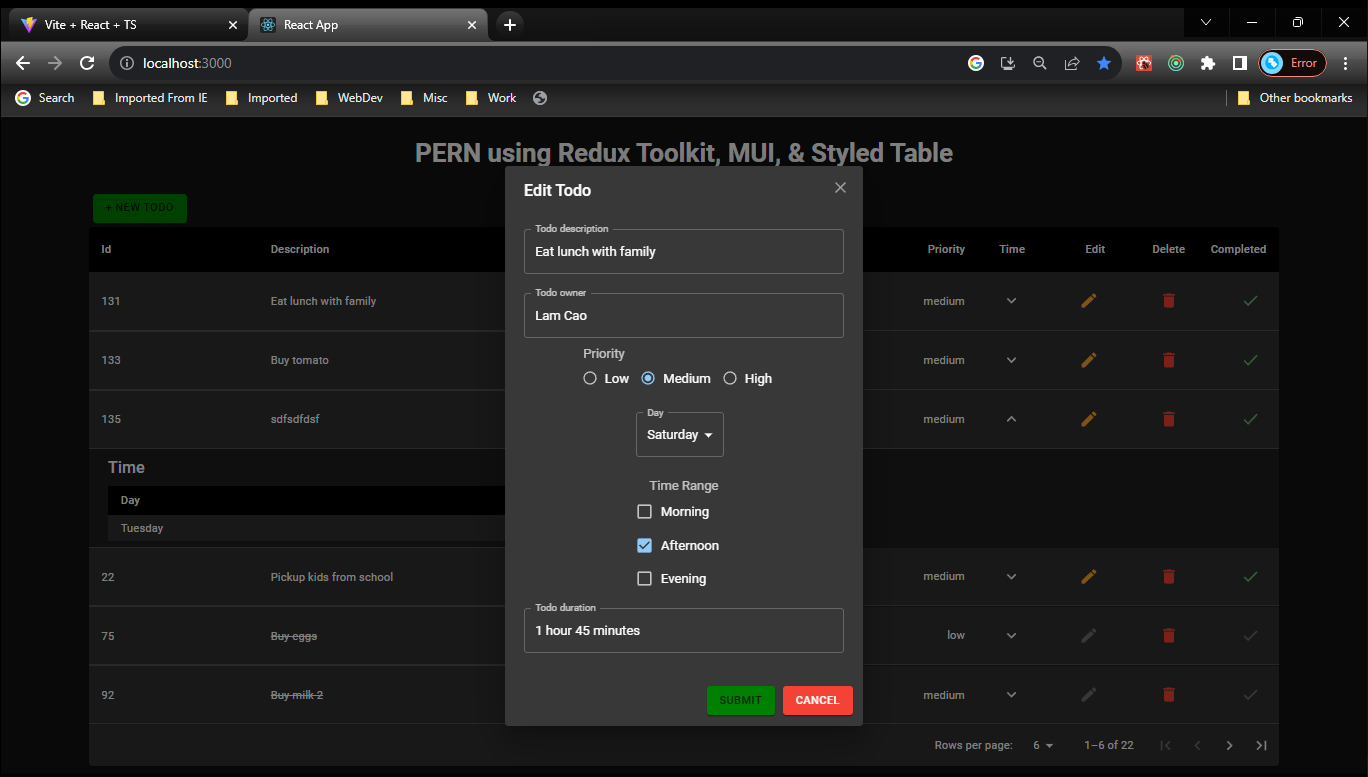 Vite + React + TS
React App
localhost:3000
Error
Search
Imported From IE
Imported
WebDev
Misc
Work
Other bookmarks
PERN using Redux Toolkit, MUI, & Styled Table
+ NEW TODO
Id Description Priority Time Edit Delete Completed
131 Eat lunch with family medium
133 Buy tomato medium
135 sdfsdfdsf medium
Time
Day
Tuesday
22 Pickup kids from school medium
75 Buy eggs low
92 Buy milk 2 medium
Rows per page: 6 1–6 of 22
Edit Todo
Todo description
Eat lunch with family
Todo owner
Lam Cao
Priority
Low Medium High
Day
Saturday
Time Range
Morning
Afternoon
Evening
Todo duration
1 hour 45 minutes
SUBMIT CANCEL